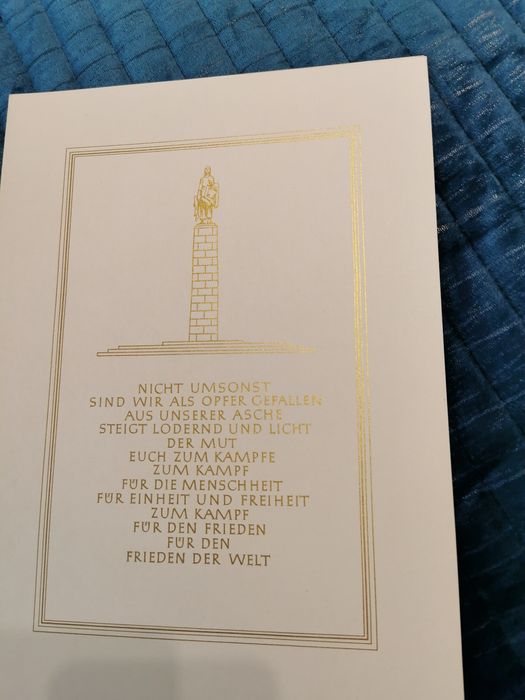 NICHT UMSONST
SIND WIR ALS OPFER GEFALLEN
AUS UNSERER ASCHE
STEIGT LODERND UND LICHT
DER MUT
EUCH ZUM KAMPFE
ZUM KAMPF
FÜR DIE MENSCHHEIT
FÜR EINHEIT UND FREIHEIT
ZUM KAMPF
FÜR DEN FRIEDEN
FÜR DEN
FRIEDEN DER WELT